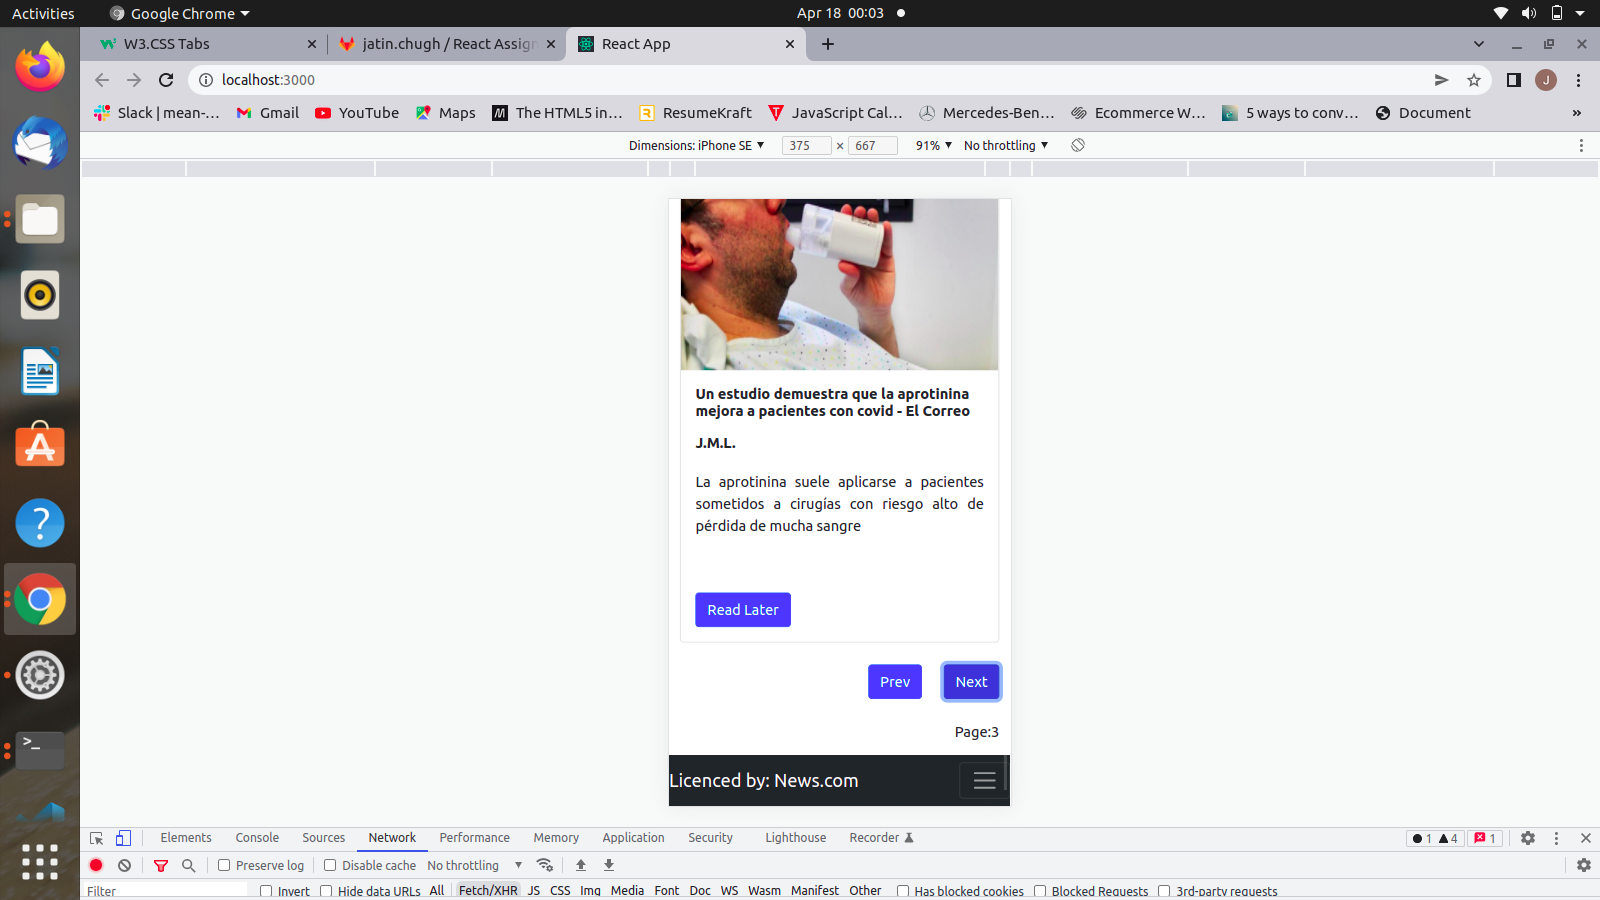 Activities
Google Chrome
Apr 18 00:03
W3.CSS Tabs
jatin.chugh / React Assign
React App
localhost:3000
J
Slack | mean-...
Gmail
YouTube
Maps
The HTML5 in...
ResumeKraft
JavaScript Cal...
Mercedes-Ben...
Ecommerce W...
5 ways to conv...
Document
»
Dimensions: iPhone SE
375 × 667
91%
No throttling
Un estudio demuestra que la aprotinina
mejora a pacientes con covid - El Correo
J.M.L.
La aprotinina suele aplicarse a pacientes
sometidos a cirugías con riesgo alto de
pérdida de mucha sangre
Read Later
Prev
Next
Page:3
Licenced by: News.com
Elements
Console
Sources
Network
Performance
Memory
Application
Security
Lighthouse
Recorder
1
4
1
Preserve log
Disable cache
No throttling
Filter
Invert
Hide data URLs
All
Fetch/XHR
JS
CSS
Img
Media
Font
Doc
WS
Wasm
Manifest
Other
Has blocked cookies
Blocked Requests
3rd-party requests